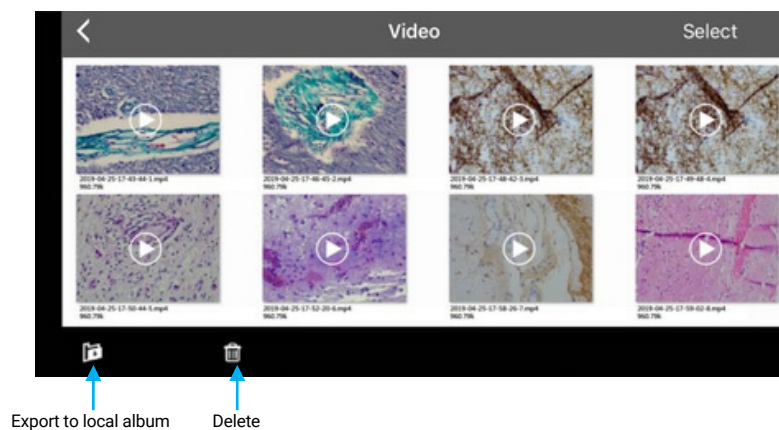 Video Select
2019-04-25-17-43-44-1.mp4
960.79k
2019-04-25-17-46-45-2.mp4
960.79k
2019-04-25-17-48-42-3.mp4
960.79k
2019-04-25-17-49-48-4.mp4
960.79k
2019-04-25-17-50-44-5.mp4
960.79k
2019-04-25-17-52-20-6.mp4
960.79k
2019-04-25-17-58-26-7.mp4
960.79k
2019-04-25-17-59-02-8.mp4
960.79k
Export to local album
Delete